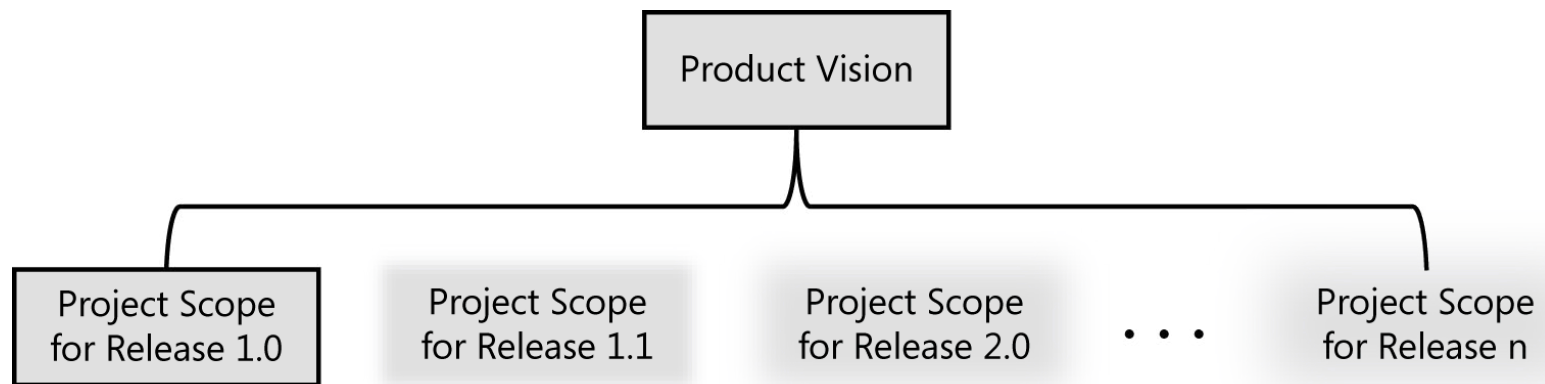 Product Vision
Project Scope
for Release 1.0
Project Scope
for Release 1.1
Project Scope
for Release 2.0
. . .
Project Scope
for Release n